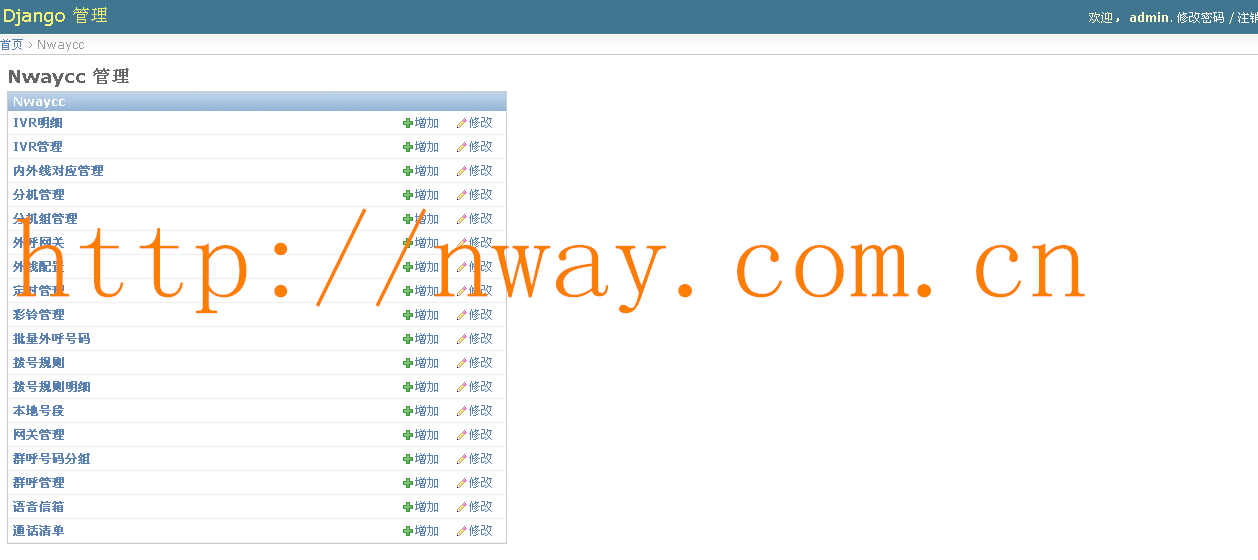 Django 管理 欢迎，admin. 修改密码 / 注销
首页 › Nwaycc
Nwaycc 管理
Nwaycc
IVR明细 增加 修改
IVR管理 增加 修改
内外线对应管理 增加 修改
分机管理 增加 修改
分机组管理 增加 修改
外呼网关 增加 修改
http://nway.com.cn
外线配置 增加 修改
定时管理 增加 修改
彩铃管理 增加 修改
批量外呼号码 增加 修改
拨号规则 增加 修改
拨号规则明细 增加 修改
本地号段 增加 修改
网关管理 增加 修改
群呼号码分组 增加 修改
群呼管理 增加 修改
语音信箱 增加 修改
通话清单 增加 修改